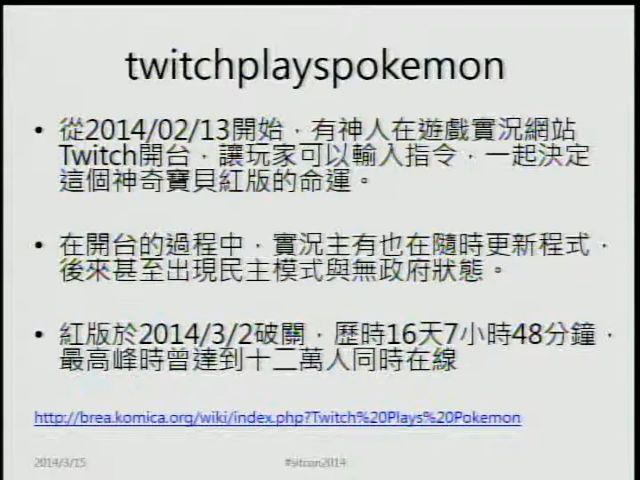 twitchplayspokemon
• 從2014/02/13開始，有神人在遊戲實況網站
Twitch開台，讓玩家可以輸入指令，一起決定
這個神奇寶貝紅版的命運。
• 在開台的過程中，實況主有也在隨時更新程式，
後來甚至出現民主模式與無政府狀態。
• 紅版於2014/3/2破關，歷時16天7小時48分鐘，
最高峰時曾達到十二萬人同時在線
http://brea.komica.org/wiki/index.php?Twitch%20Plays%20Pokemon
2014/3/15
#sitcon2014